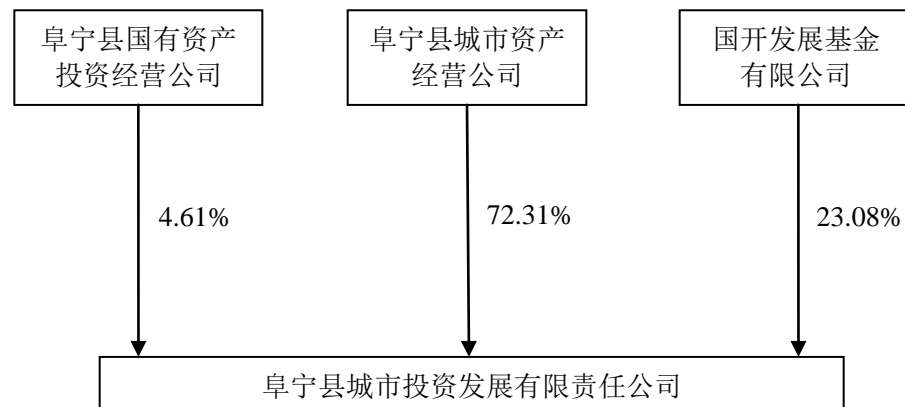 阜宁县国有资产
投资经营公司
阜宁县城市资产
经营公司
国开发展基金
有限公司
4.61%
72.31%
23.08%
阜宁县城市投资发展有限责任公司